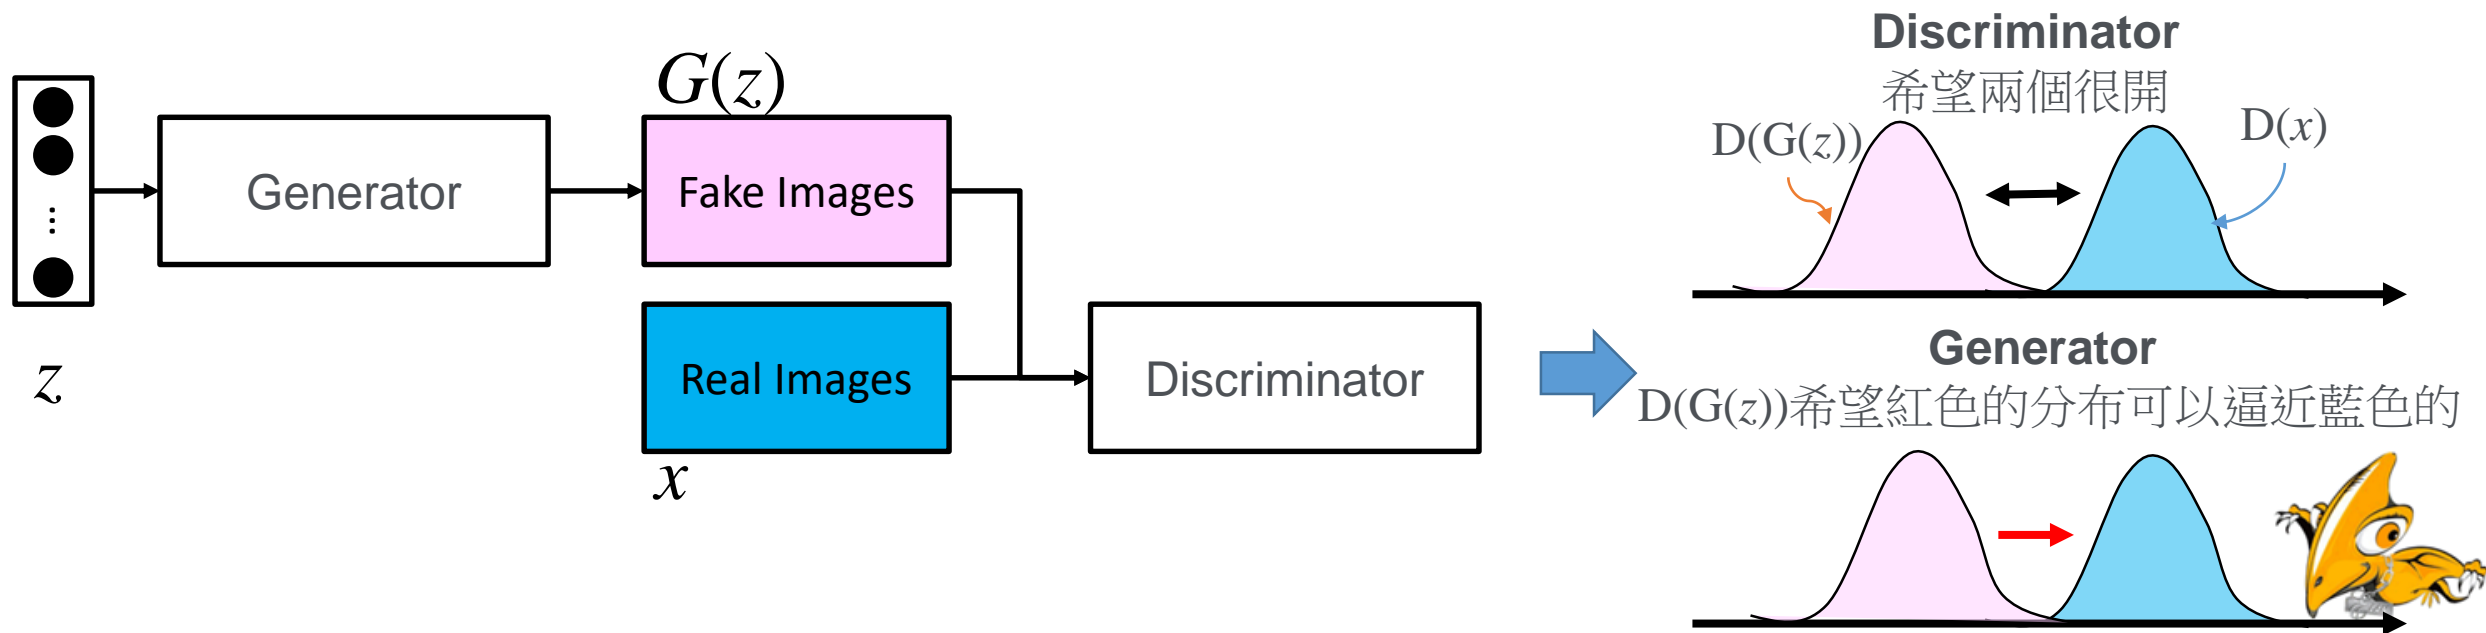 z
Generator
G(z)
Fake Images
Real Images
x
Discriminator
Discriminator
希望兩個很開
D(G(z))
D(x)
Generator
D(G(z))希望紅色的分布可以逼近藍色的